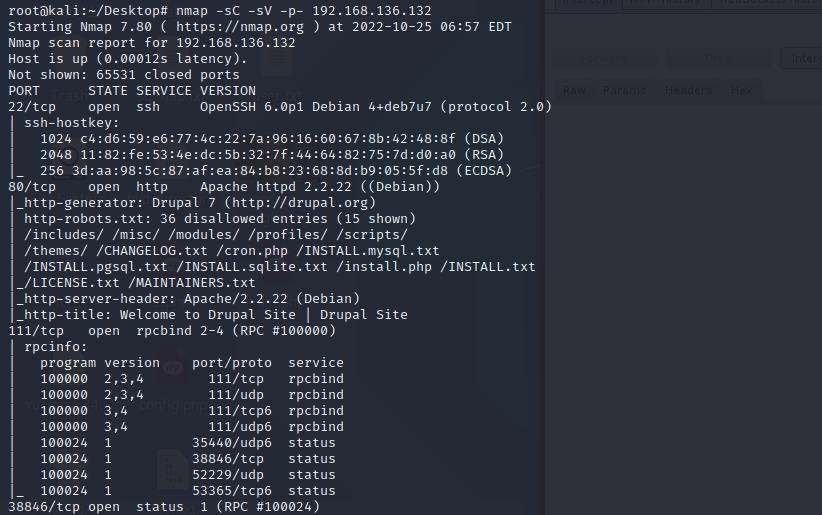 root@kali:~/Desktop# nmap -sC -sV -p- 192.168.136.132
Starting Nmap 7.80 ( https://nmap.org ) at 2022-10-25 06:57 EDT
Nmap scan report for 192.168.136.132
Host is up (0.00012s latency).
Not shown: 65531 closed ports
PORT      STATE SERVICE VERSION
22/tcp    open  ssh     OpenSSH 6.0p1 Debian 4+deb7u7 (protocol 2.0)
| ssh-hostkey:
|   1024 c4:d6:59:e6:77:4c:22:7a:96:16:60:67:8b:42:48:8f (DSA)
|   2048 11:82:fe:53:4e:dc:5b:32:7f:44:64:82:75:7d:d0:a0 (RSA)
|_  256 3d:aa:98:5c:87:af:ea:84:b8:23:68:8d:b9:05:5f:d8 (ECDSA)
80/tcp    open  http    Apache httpd 2.2.22 ((Debian))
|_http-generator: Drupal 7 (http://drupal.org)
| http-robots.txt: 36 disallowed entries (15 shown)
| /includes/ /misc/ /modules/ /profiles/ /scripts/
| /themes/ /CHANGELOG.txt /cron.php /INSTALL.mysql.txt
| /INSTALL.pgsql.txt /INSTALL.sqlite.txt /install.php /INSTALL.txt
|_/LICENSE.txt /MAINTAINERS.txt
|_http-server-header: Apache/2.2.22 (Debian)
|_http-title: Welcome to Drupal Site | Drupal Site
111/tcp   open  rpcbind 2-4 (RPC #100000)
| rpcinfo:
|   program version    port/proto  service
|   100000  2,3,4        111/tcp   rpcbind
|   100000  2,3,4        111/udp   rpcbind
|   100000  3,4          111/tcp6  rpcbind
|   100000  3,4          111/udp6  rpcbind
|   100024  1          35440/udp6  status
|   100024  1          38846/tcp   status
|   100024  1          52229/udp   status
|_  100024  1          53365/tcp6  status
38846/tcp open  status  1 (RPC #100024)
Raw Params Headers Hex